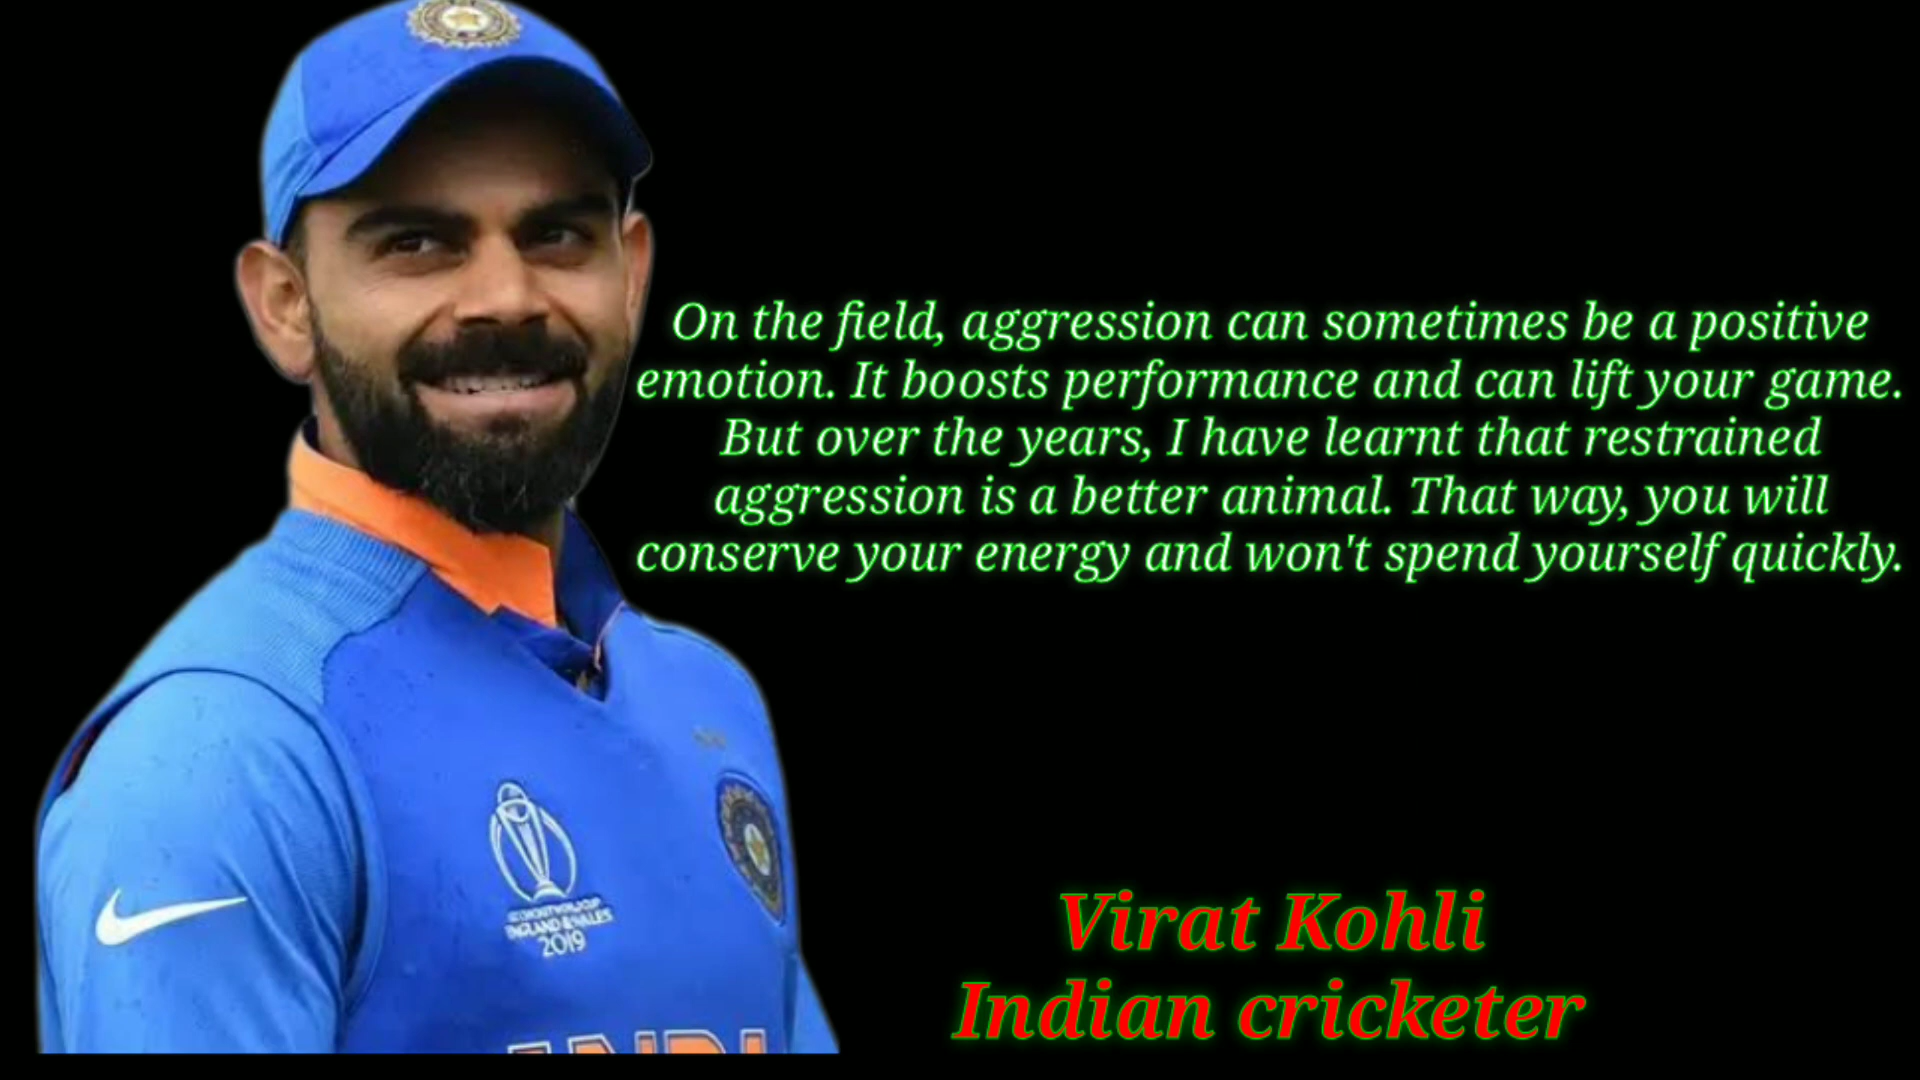 On the field, aggression can sometimes be a positive
emotion. It boosts performance and can lift your game.
But over the years, I have learnt that restrained
aggression is a better animal. That way, you will
conserve your energy and won't spend yourself quickly.
ENGLAND & WALES
2019
Virat Kohli
Indian cricketer